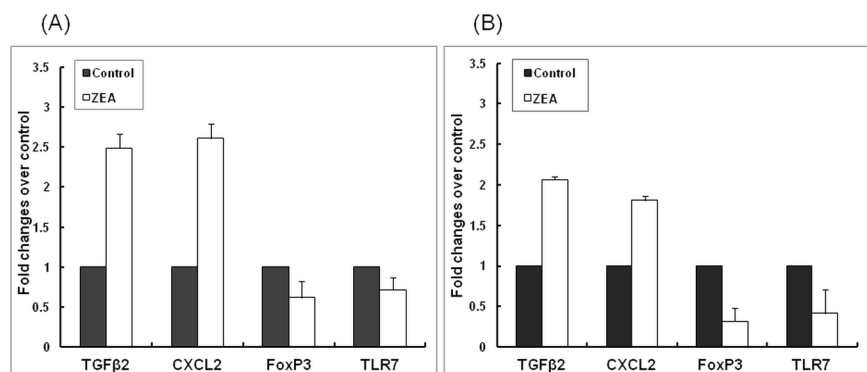 (A)
Fold changes over control
3.5
3
2.5
2
1.5
1
0.5
0
Control
ZEA
TGFβ2 CXCL2 FoxP3 TLR7
(B)
Fold changes over control
3.5
3
2.5
2
1.5
1
0.5
0
Control
ZEA
TGFβ2 CXCL2 FoxP3 TLR7